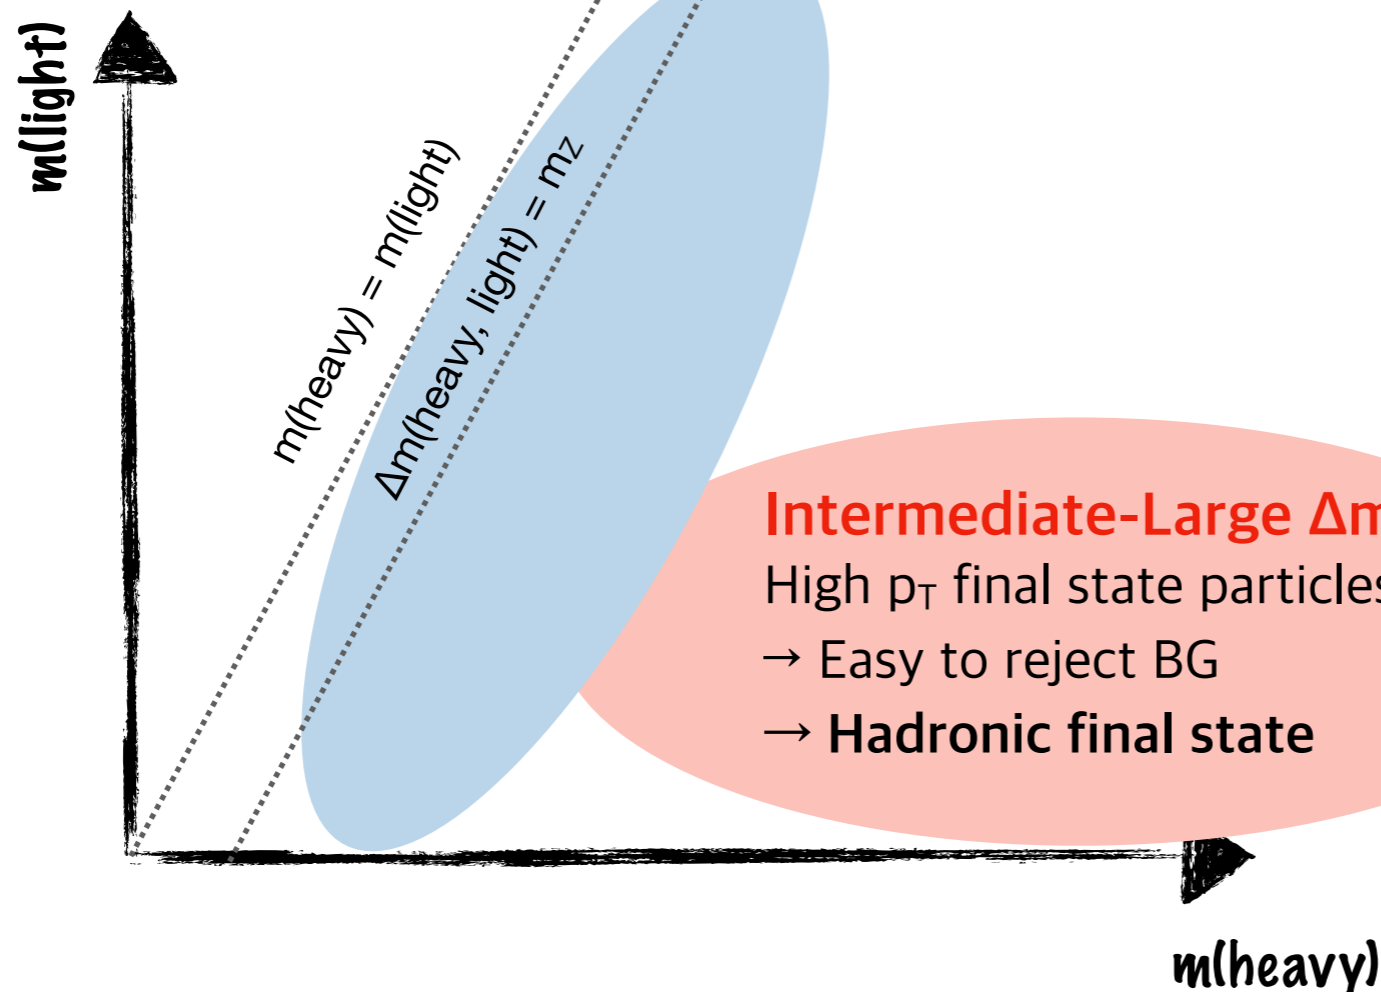 m(light)
m(heavy) = m(light)
Δm(heavy, light) = mZ
Intermediate-Large Δm
High pT final state particles
→ Easy to reject BG
→ Hadronic final state
m(heavy)